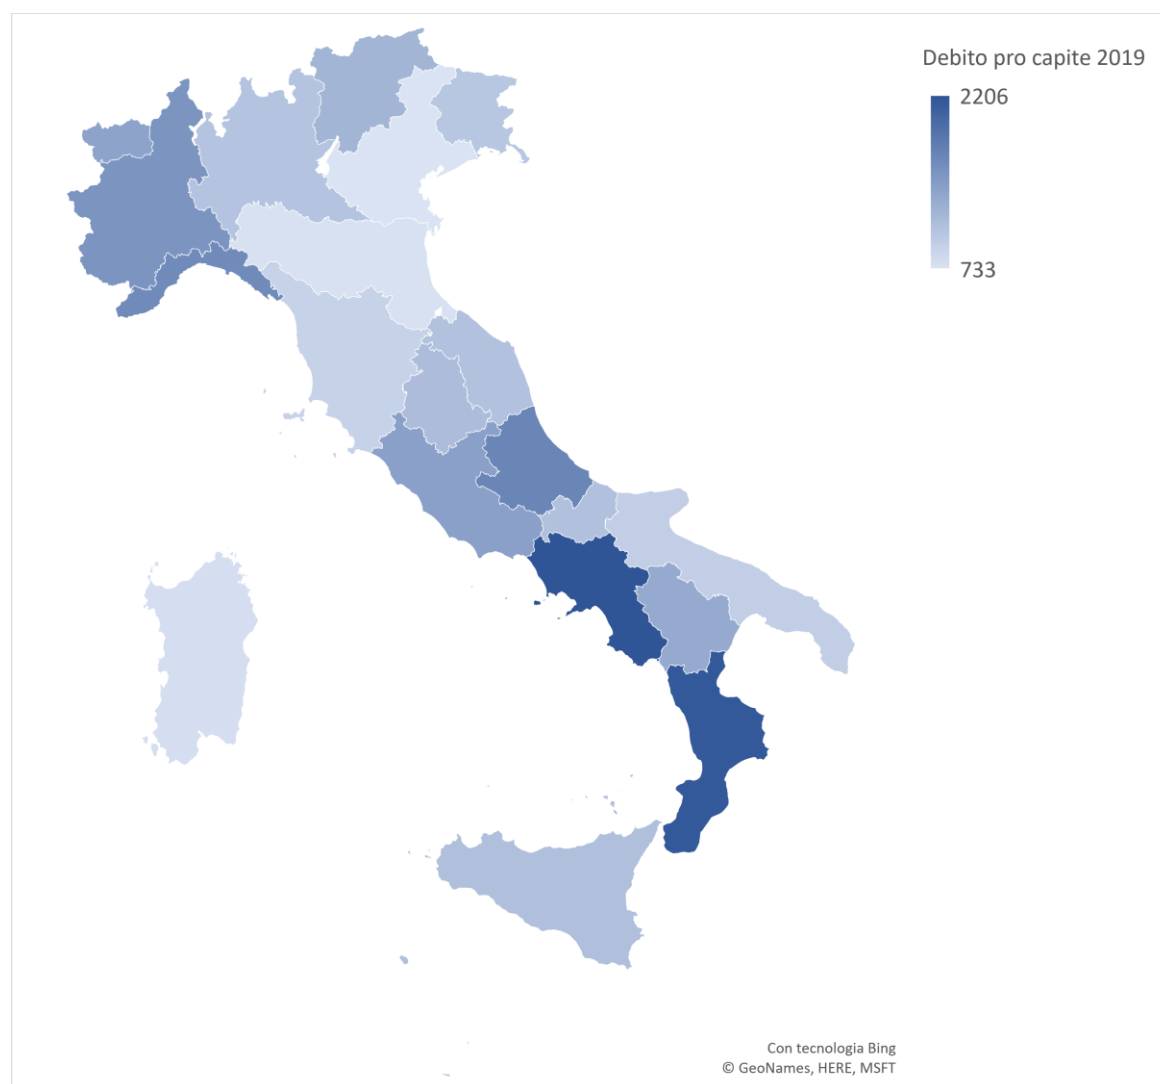 Debito pro capite 2019
2206
733
Con tecnologia Bing
© GeoNames, HERE, MSFT